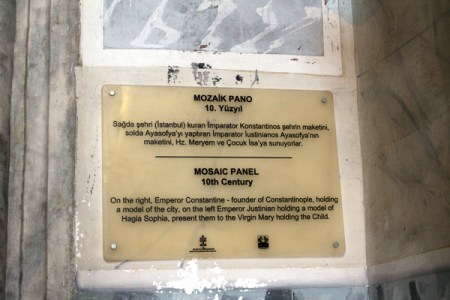 MOZAİK PANO
10. Yüzyıl
Sağda şehri (İstanbul) kuran İmparator Konstantinos şehrin maketini,
solda Ayasofya'yı yaptıran İmparator İustinianos Ayasofya'nın
maketini, Hz. Meryem ve Çocuk İsa'ya sunuyorlar.
MOSAIC PANEL
10th Century
On the right, Emperor Constantine - founder of Constantinople, holding
a model of the city, on the left Emperor Justinian holding a model of
Hagia Sophia, present them to the Virgin Mary holding the Child.